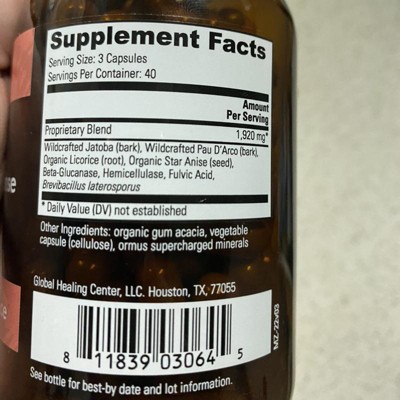 Supplement Facts
Serving Size: 3 Capsules
Servings Per Container: 40
Amount
Per Serving
Proprietary Blend 1,920 mg*
Wildcrafted Jatoba (bark), Wildcrafted Pau D'Arco (bark),
Organic Licorice (root), Organic Star Anise (seed),
Beta-Glucanase, Hemicellulase, Fulvic Acid,
Brevibacillus laterosporus
* Daily Value (DV) not established
Other Ingredients: organic gum acacia, vegetable
capsule (cellulose), ormus supercharged minerals
Global Healing Center, LLC. Houston, TX, 77055
8 11839 03064 5
MZ-22v03
See bottle for best-by date and lot information.